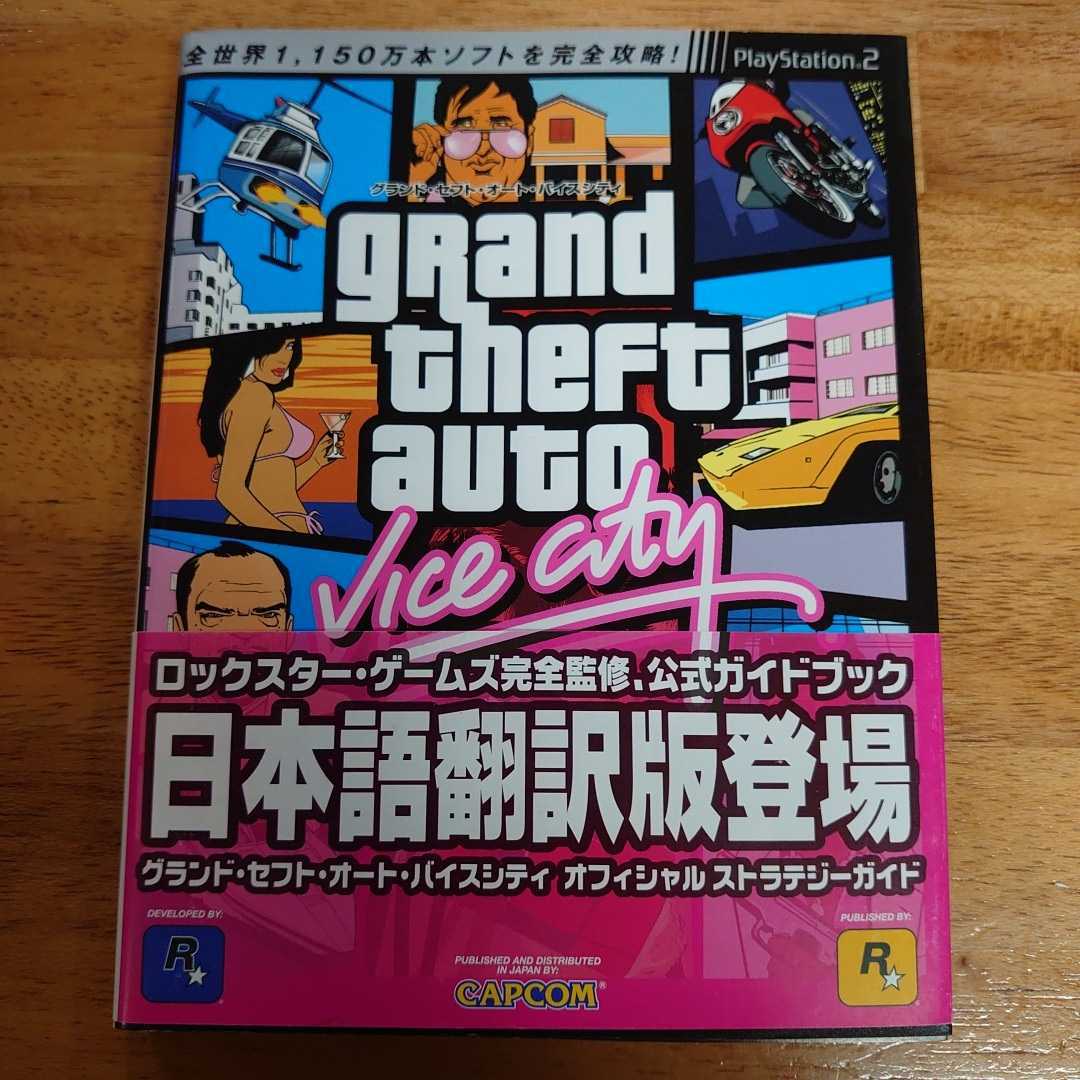 全世界1,150万本ソフトを完全攻略!
PlayStation.2
グランド・セフト・オート・バイスシティ
grand
theft
auto
Vice City
ロックスター・ゲームズ完全監修、公式ガイドブック
日本語翻訳版登場
グランド・セフト・オート・バイスシティ オフィシャル ストラテジーガイド
DEVELOPED BY:
R
PUBLISHED AND DISTRIBUTED
IN JAPAN BY:
CAPCOM®
PUBLISHED BY:
R